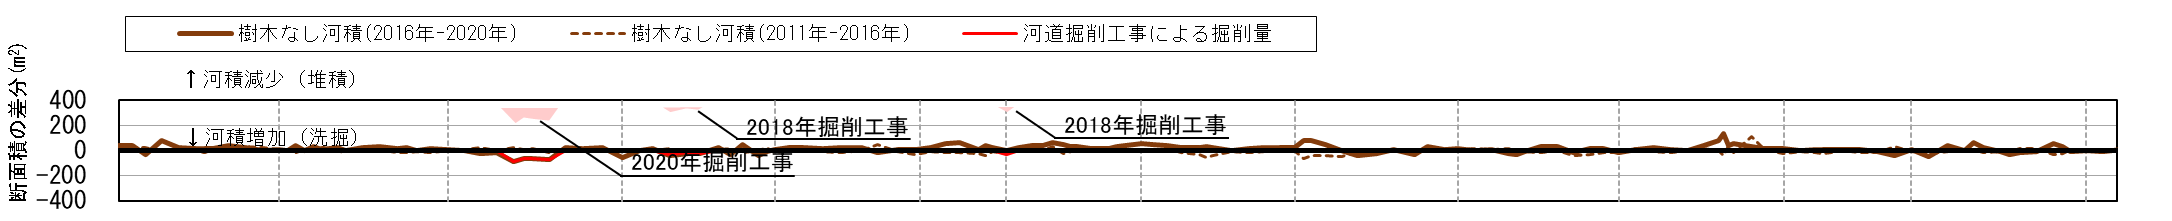 樹木なし河積(2016年-2020年) 樹木なし河積(2011年-2016年) 河道掘削工事による掘削量
断面積の差分(m2)
↑河積減少 (堆積)
400
200
0
-200
-400
↓河積増加 (洗掘)
2020年掘削工事
2018年掘削工事
2018年掘削工事